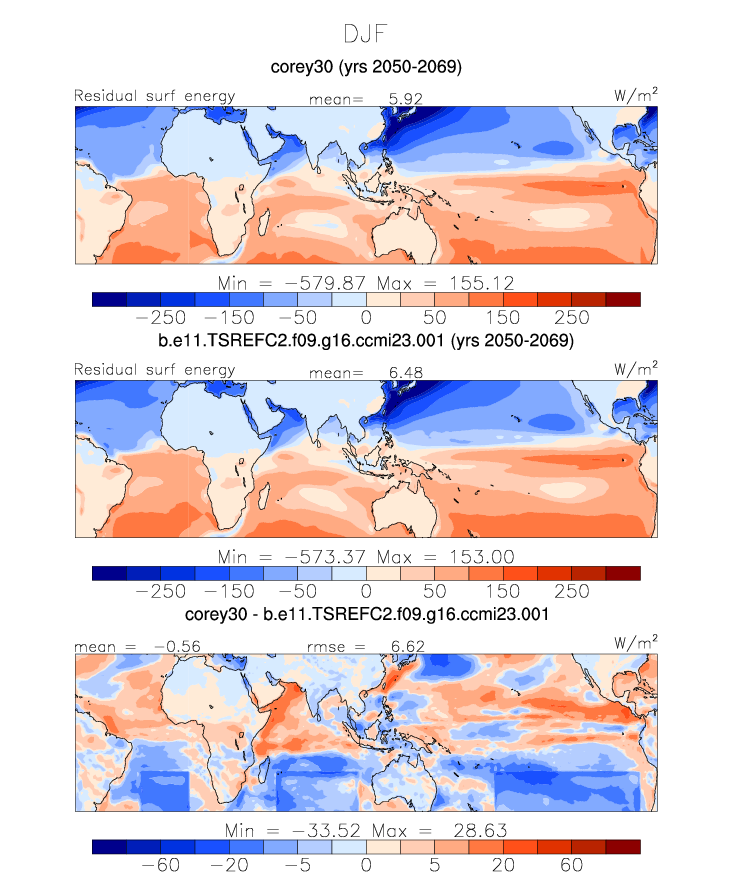 DJF
corey30 (yrs 2050-2069)
Residual surf energy mean= 5.92 W/m²
Min = -579.87 Max = 155.12
-250 -150 -50 0 50 150 250
b.e11.TSREFC2.f09.g16.ccmi23.001 (yrs 2050-2069)
Residual surf energy mean= 6.48 W/m²
Min = -573.37 Max = 153.00
-250 -150 -50 0 50 150 250
corey30 - b.e11.TSREFC2.f09.g16.ccmi23.001
mean = -0.56 rmse = 6.62 W/m²
Min = -33.52 Max = 28.63
-60 -20 -5 0 5 20 60